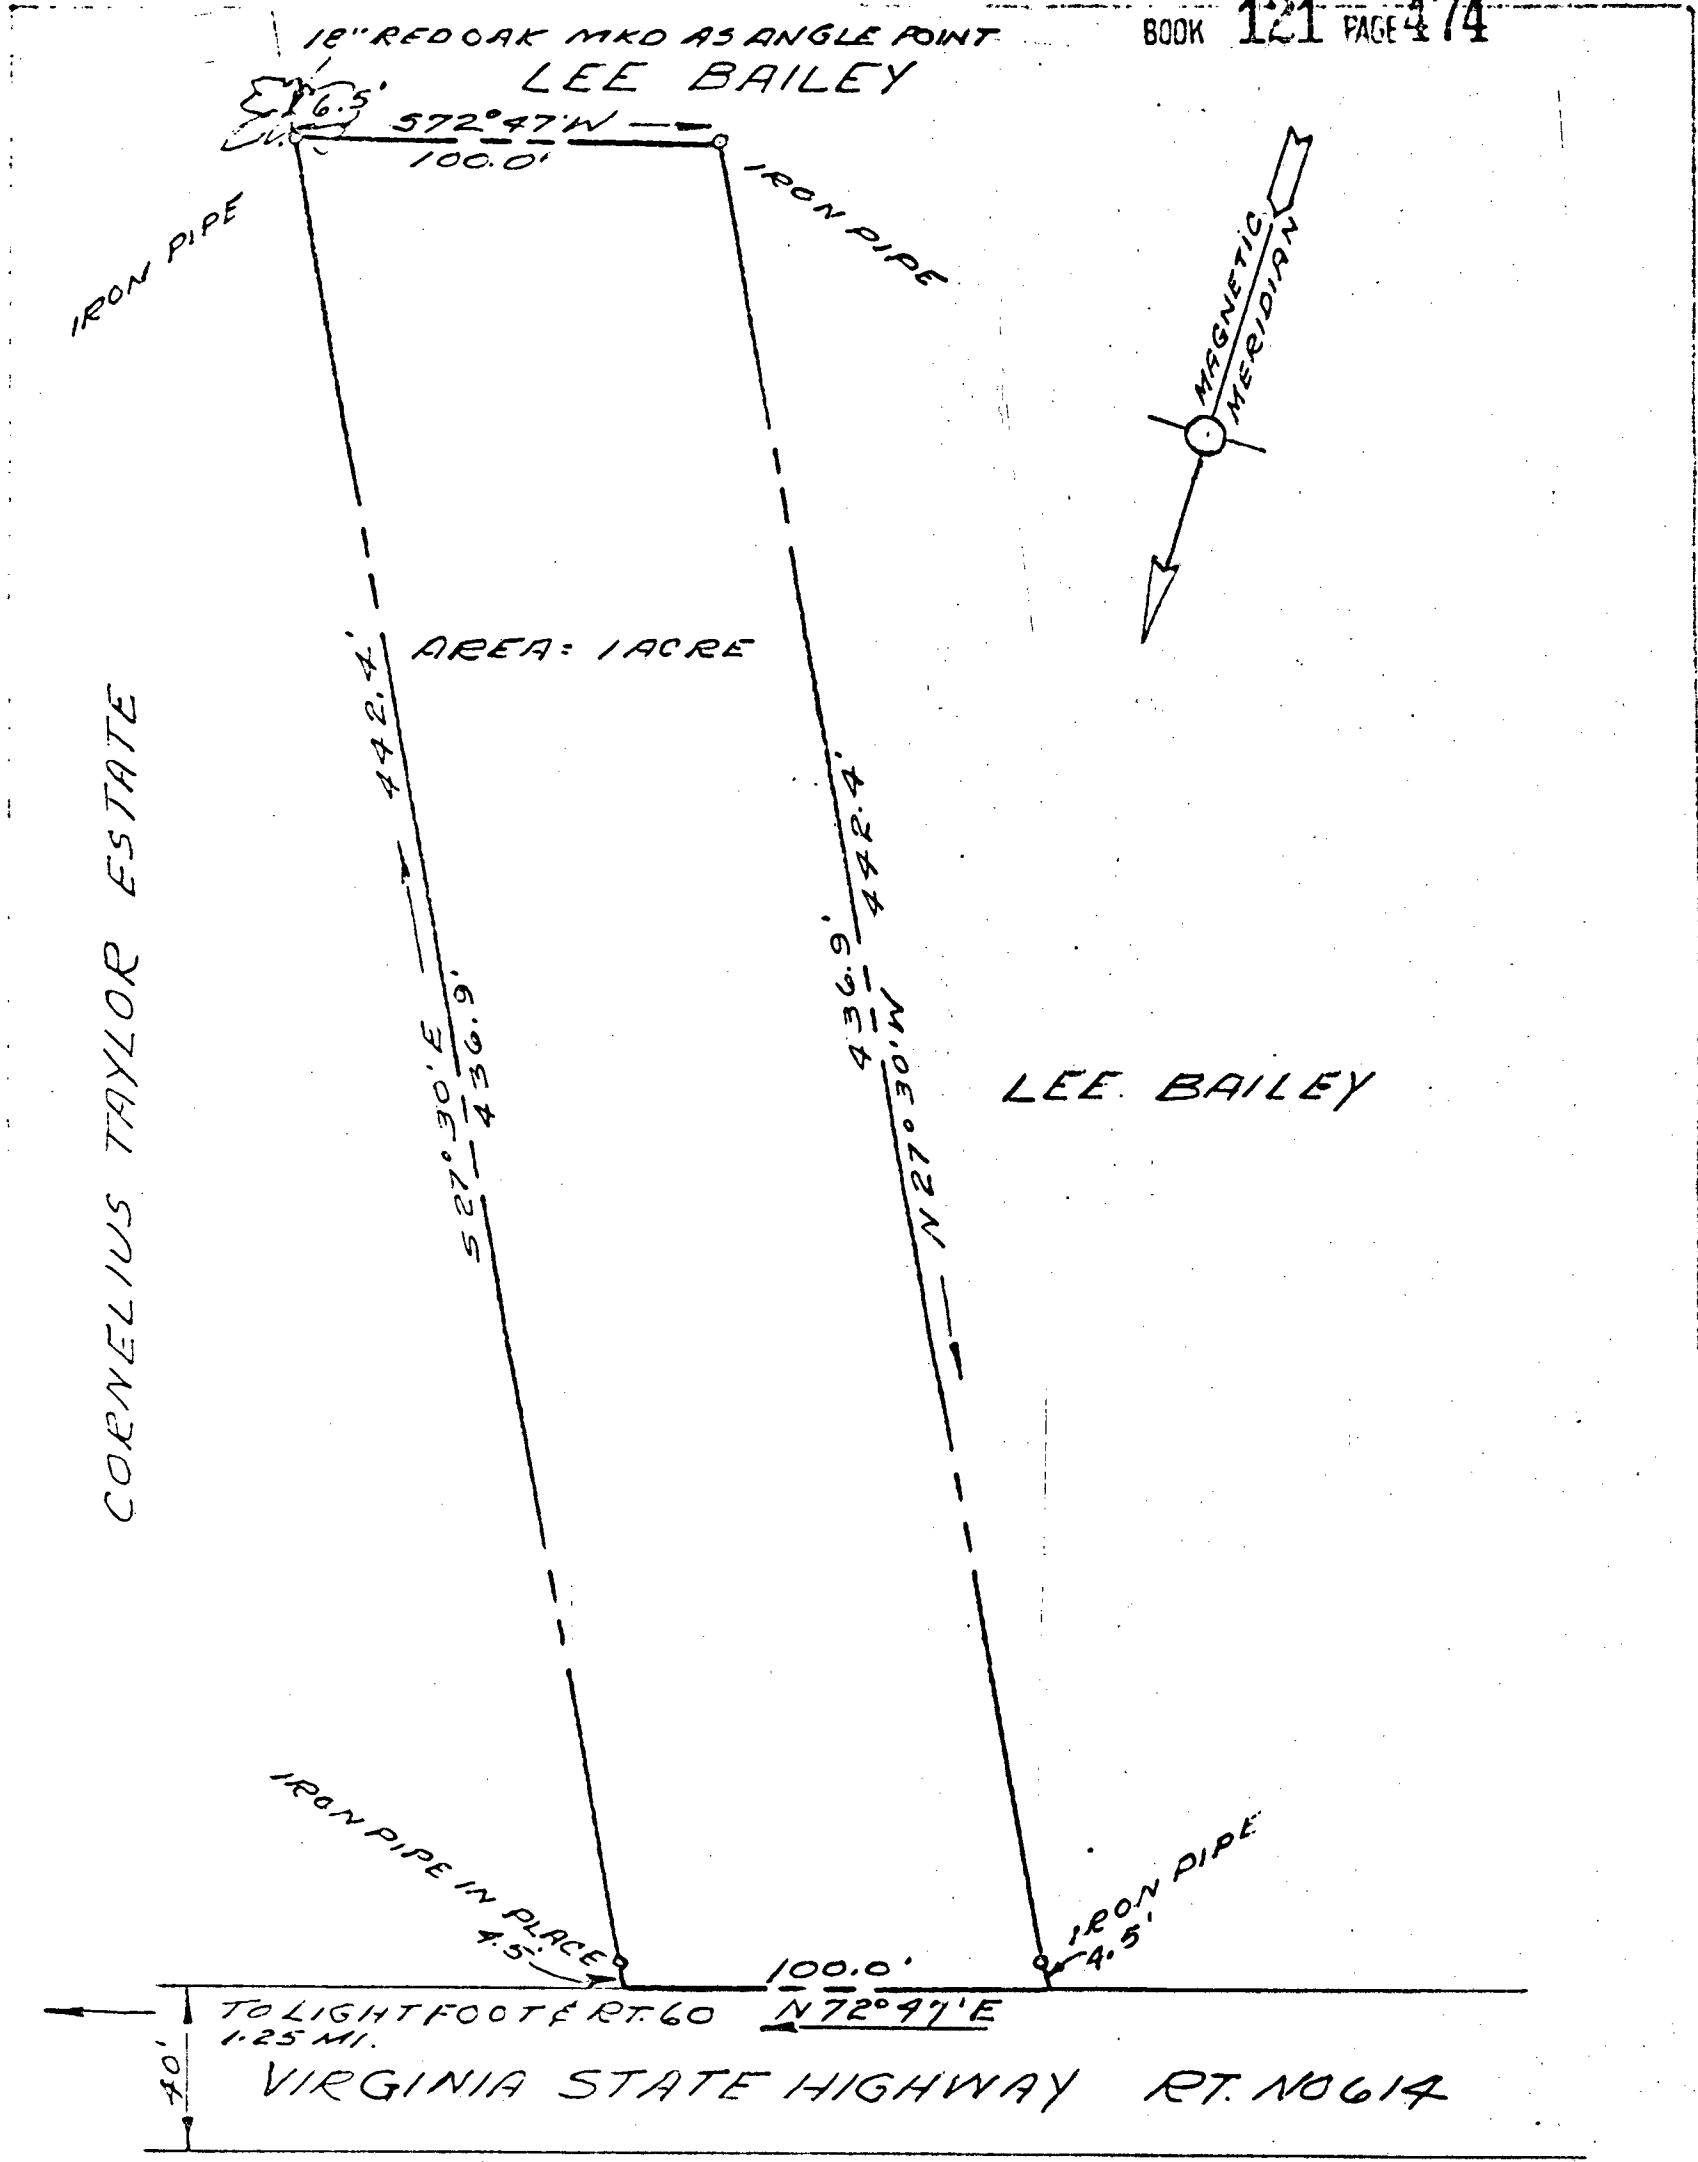 BOOK 121 PAGE 474
18" RED OAK MKD AS ANGLE POINT
LEE BAILEY
6.5'
S72°47'W
100.0'
IRON PIPE
IRON PIPE
MAGNETIC
MERIDIAN
AREA = 1 ACRE
442.4'
S 27° 30' E
436.9'
442.4'
436.9'
N 27° 30' W
CORNELIUS TAYLOR ESTATE
LEE BAILEY
IRON PIPE IN PLACE
4.5'
IRON PIPE
4.5'
100.0'
N 72° 47' E
TO LIGHTFOOT & RT. 60
1.25 MI.
40'
VIRGINIA STATE HIGHWAY RT. NO 614